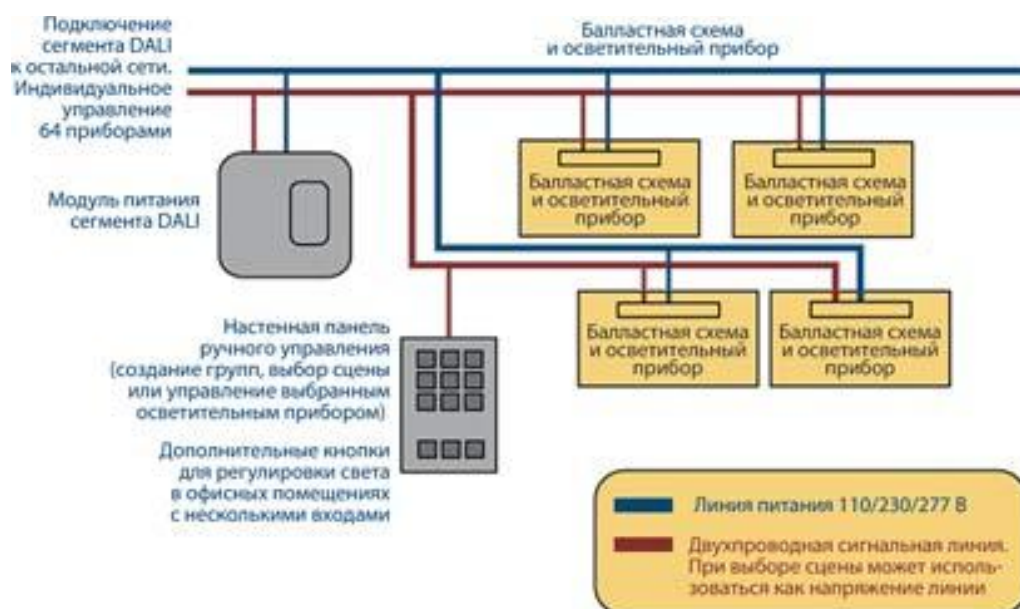 Подключение
сегмента DALI
к остальной сети.
Индивидуальное
управление
64 приборами
Балластная схема
и осветительный прибор
Модуль питания
сегмента DALI
Балластная схема
и осветительный
прибор
Балластная схема
и осветительный
прибор
Балластная схема
и осветительный
прибор
Балластная схема
и осветительный
прибор
Настенная панель
ручного управления
(создание групп, выбор сцены
или управление выбранным
осветительным прибором)
Дополнительные кнопки
для регулировки света
в офисных помещениях
с несколькими входами
Линия питания 110/230/277 В
Двухпроводная сигнальная линия.
При выборе сцены может исполь-
зоваться как напряжение линии